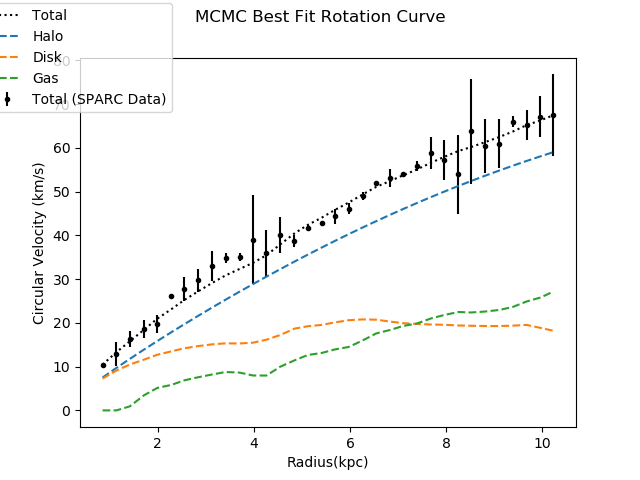 MCMC Best Fit Rotation Curve
Total
Halo
Disk
Gas
Total (SPARC Data)
80
70
60
50
40
30
20
10
0
Circular Velocity (km/s)
2 4 6 8 10
Radius(kpc)